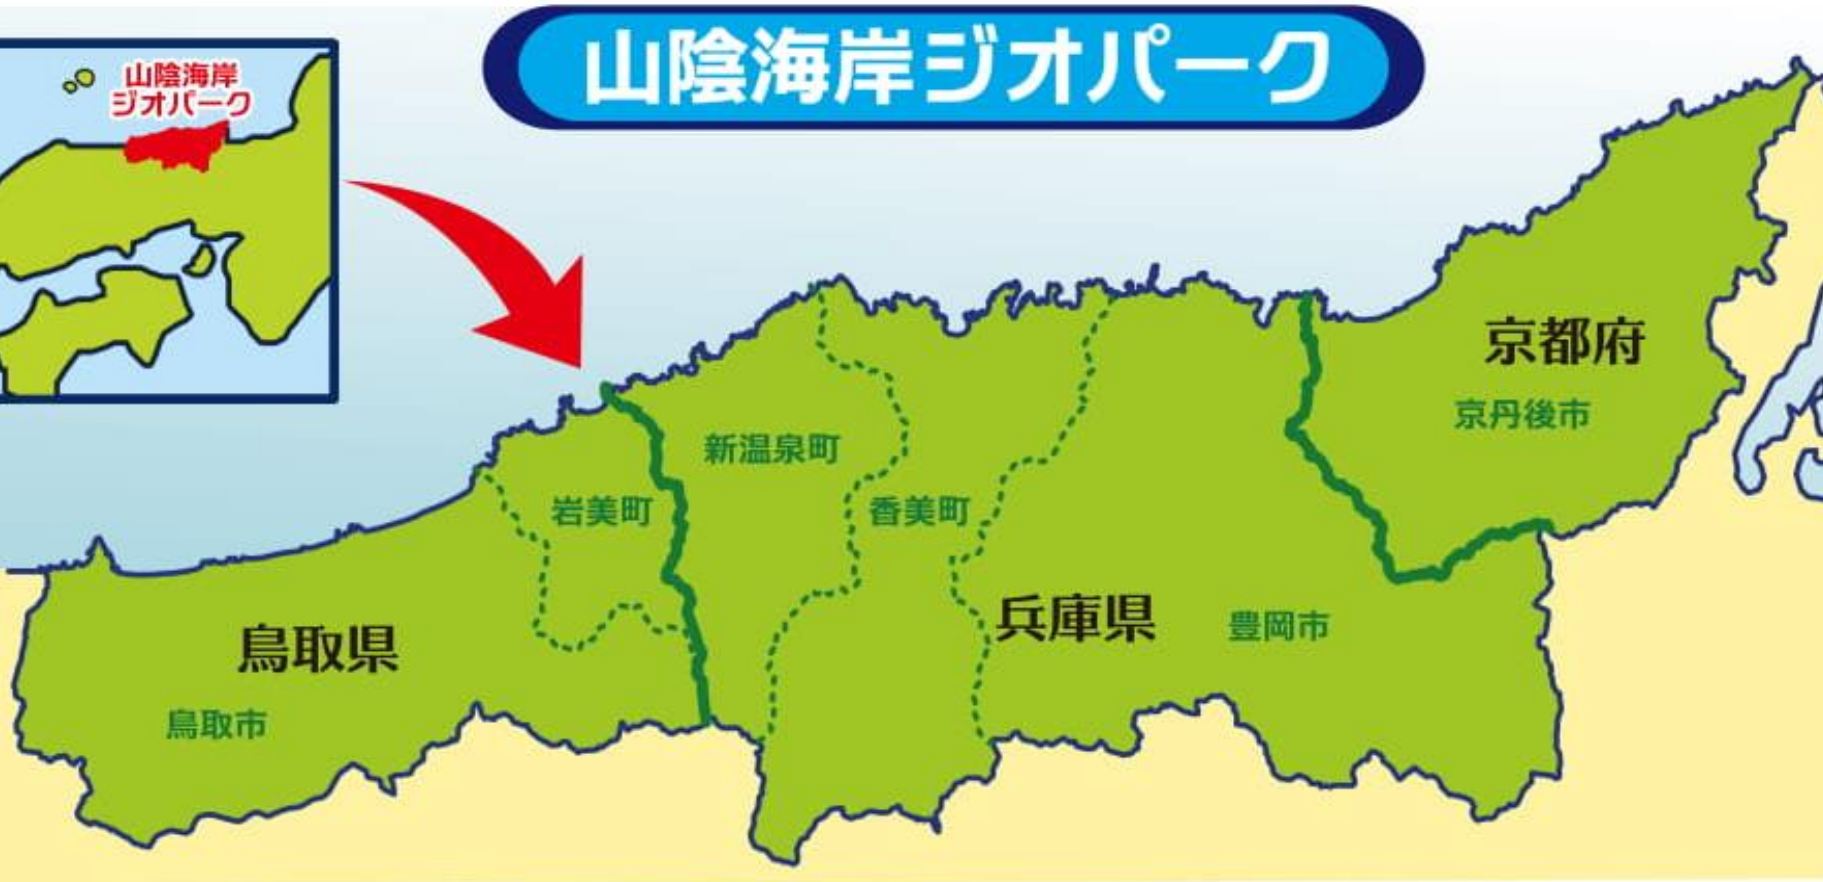 山陰海岸ジオパーク
山陰海岸
ジオパーク
京都府
京丹後市
新温泉町
岩美町
香美町
兵庫県
豊岡市
鳥取県
鳥取市